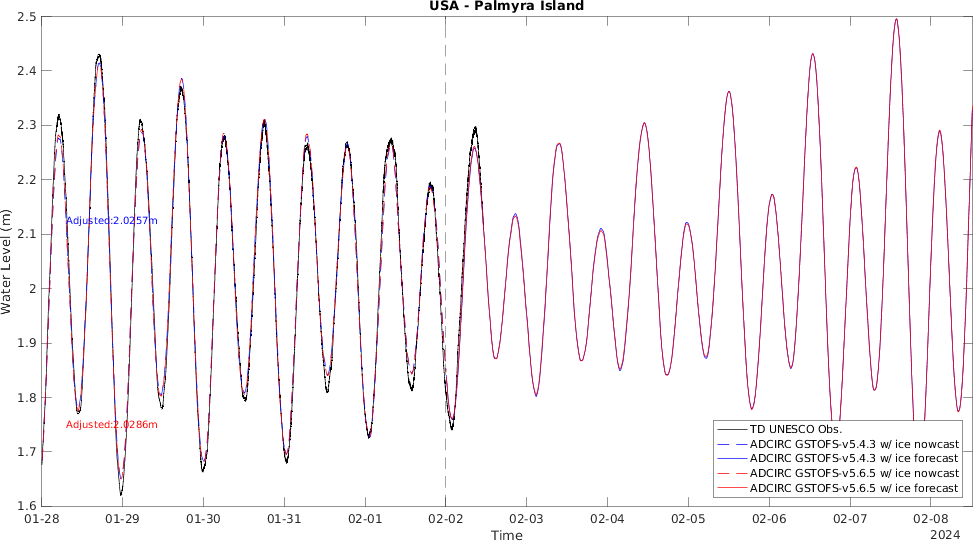 USA - Palmyra Island
2.5
2.4
2.3
2.2
2.1
2
1.9
1.8
1.7
1.6
Water Level (m)
Adjusted:2.0257m
Adjusted:2.0286m
TD UNESCO Obs.
ADCIRC GSTOFS-v5.4.3 w/ ice nowcast
ADCIRC GSTOFS-v5.4.3 w/ ice forecast
ADCIRC GSTOFS-v5.6.5 w/ ice nowcast
ADCIRC GSTOFS-v5.6.5 w/ ice forecast
01-28 01-29 01-30 01-31 02-01 02-02 02-03 02-04 02-05 02-06 02-07 02-08
Time
2024